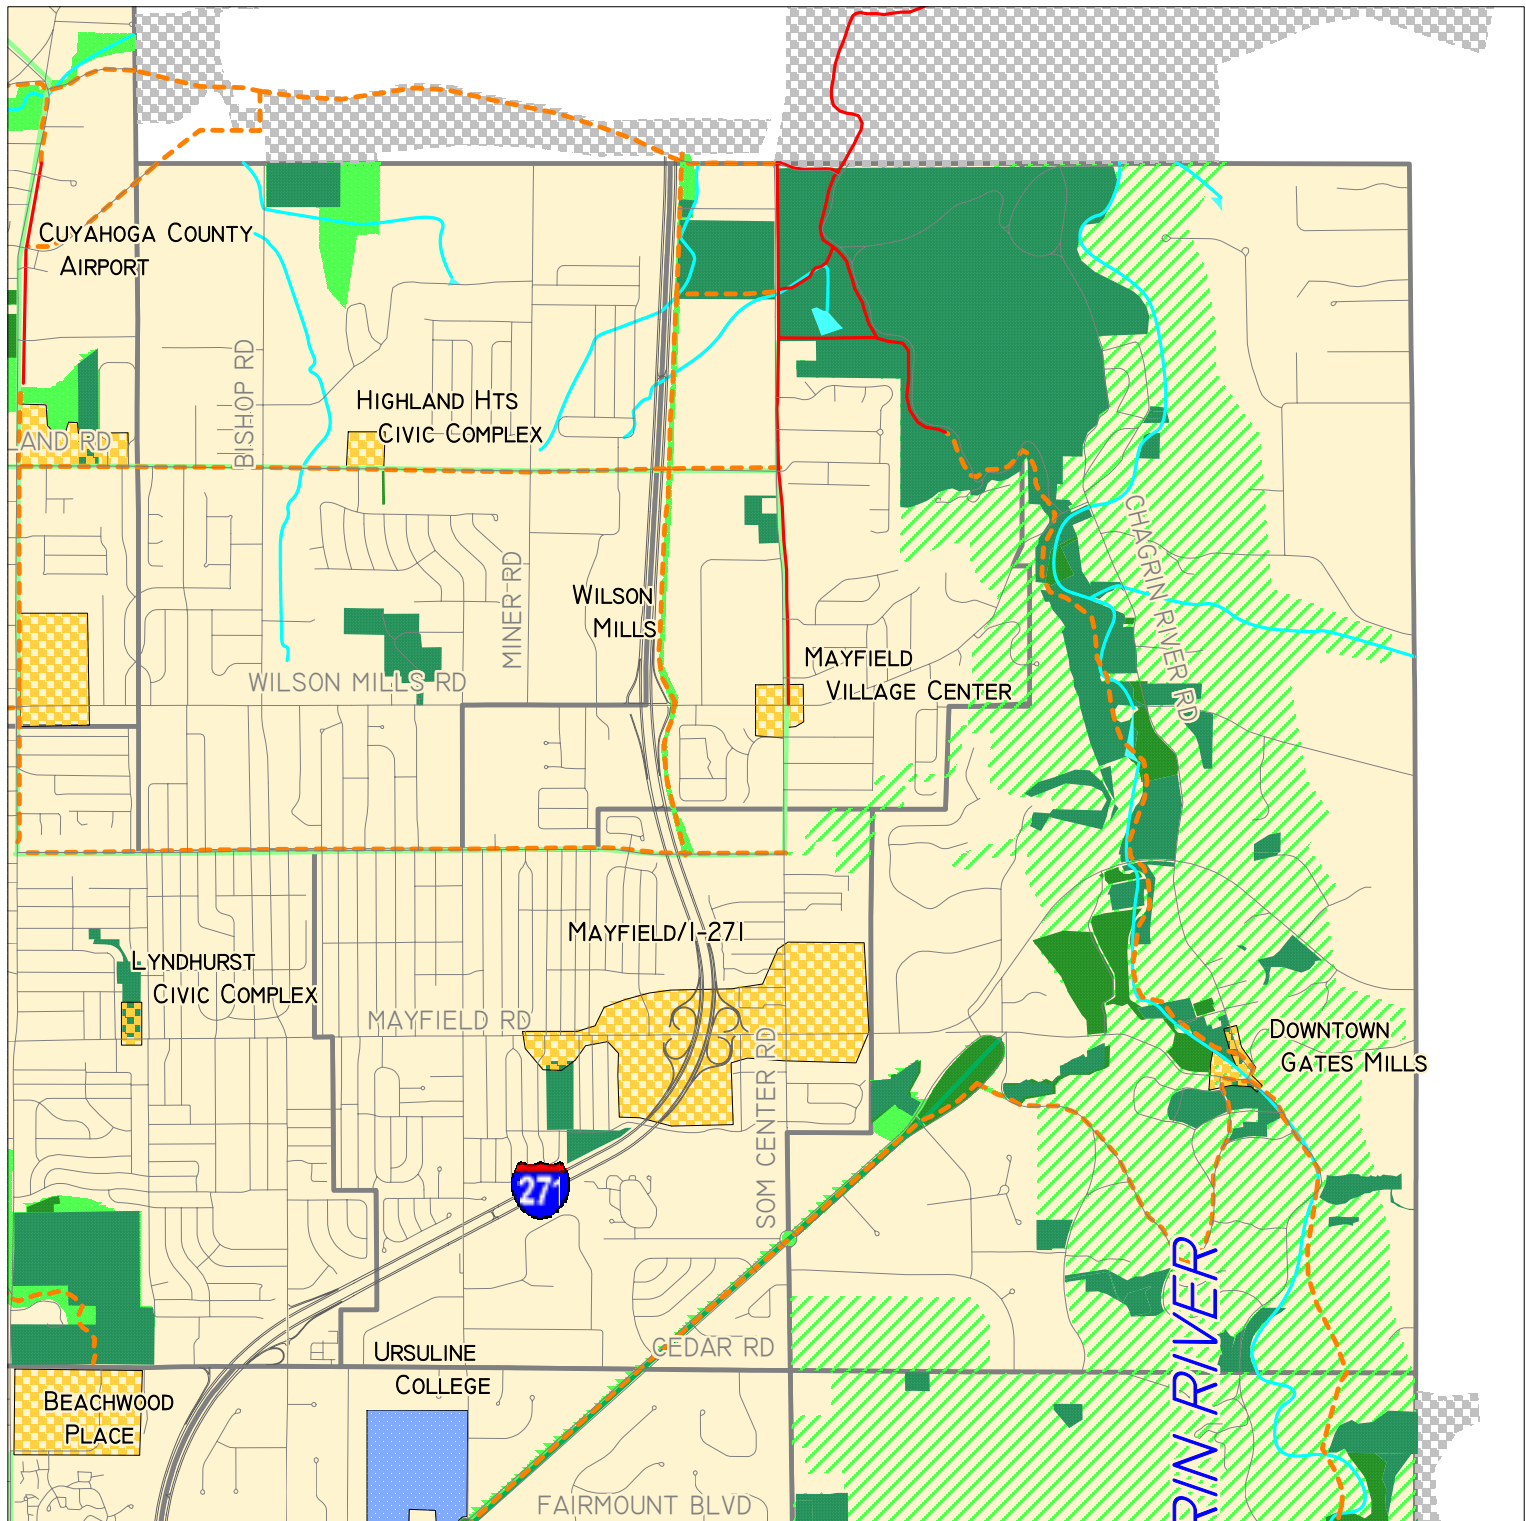 CUYAHOGA COUNTY
AIRPORT
BISHOP RD
HIGHLAND HTS
CIVIC COMPLEX
LAND RD
CHAGRIN RIVER RD
MINER RD
WILSON
MILLS
MAYFIELD
VILLAGE CENTER
WILSON MILLS RD
MAYFIELD/I-271
LYNDHURST
CIVIC COMPLEX
MAYFIELD RD
SOM CENTER RD
DOWNTOWN
GATES MILLS
271
RIN RIVER
CEDAR RD
URSULINE
COLLEGE
BEACHWOOD
PLACE
FAIRMOUNT BLVD